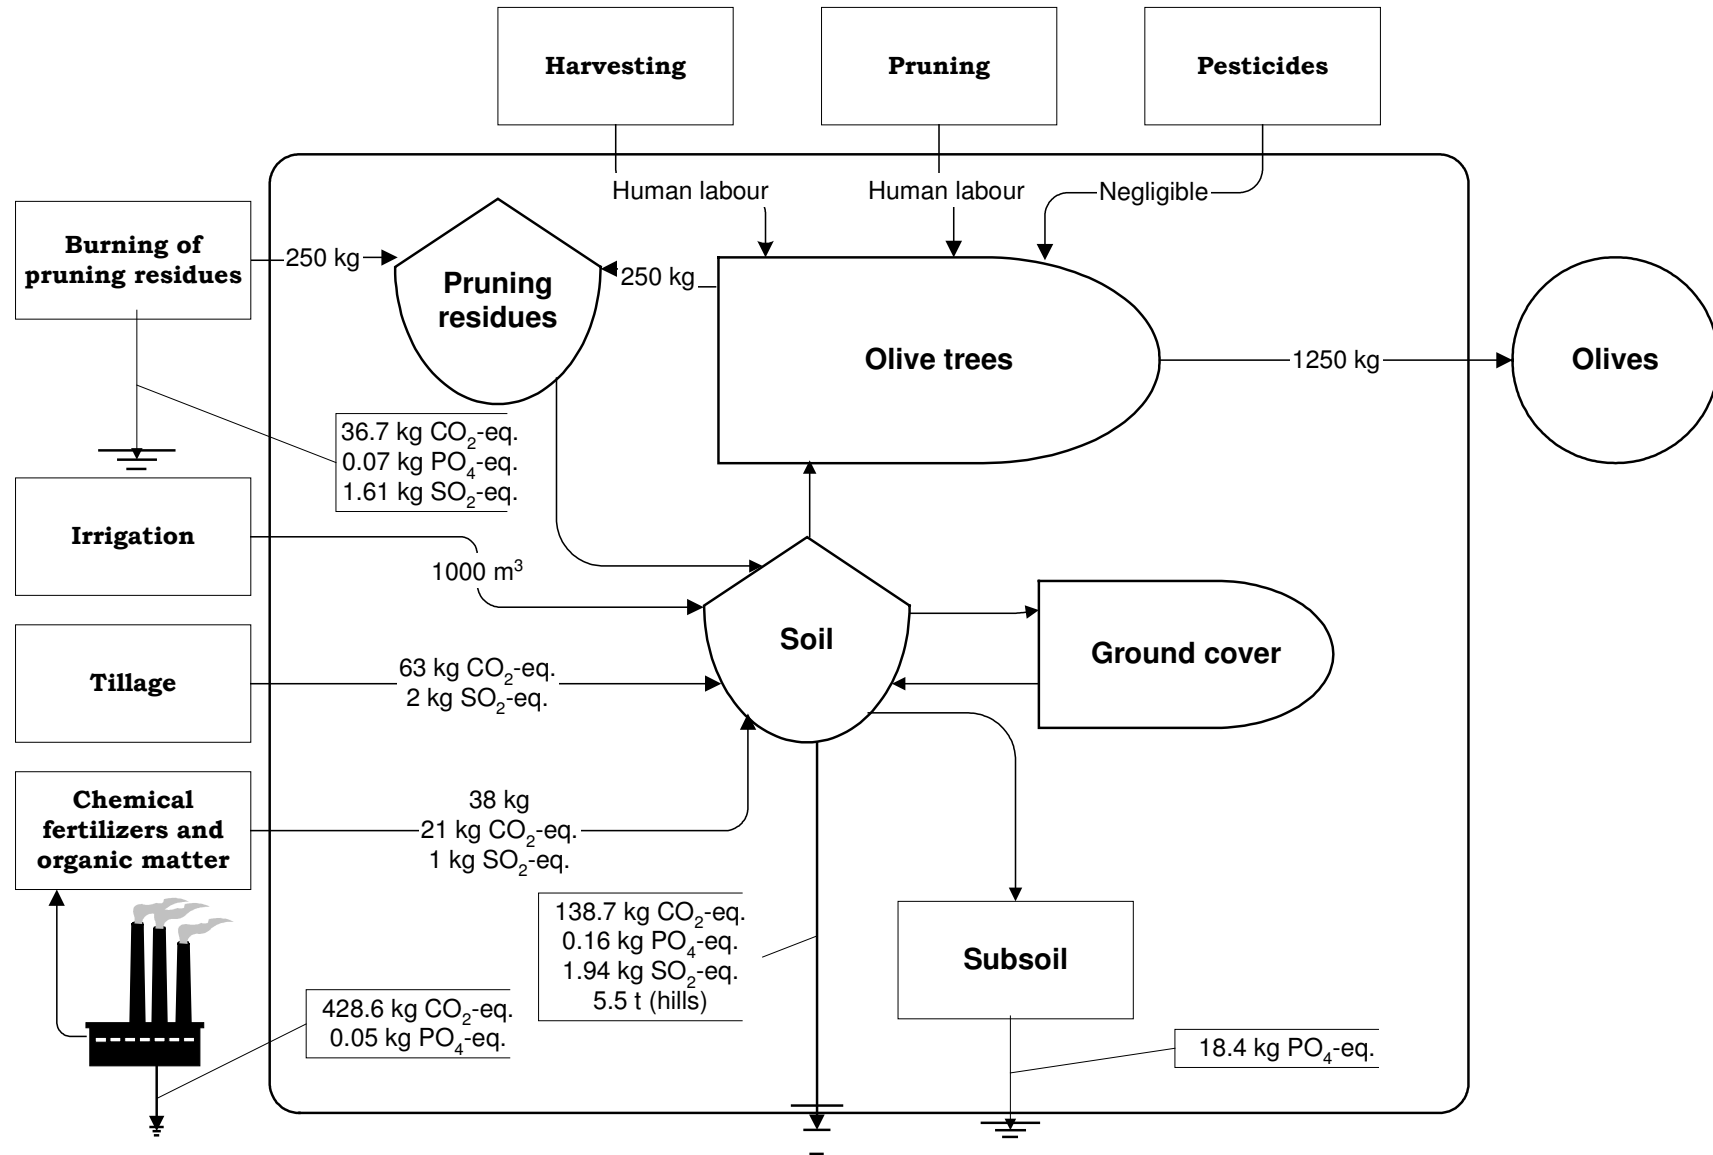 Harvesting
Pruning
Pesticides
Human labour
Human labour
Negligible
Burning of
pruning residues
250 kg
Pruning
residues
250 kg
Olive trees
1250 kg
Olives
36.7 kg CO₂-eq.
0.07 kg PO₄-eq.
1.61 kg SO₂-eq.
Irrigation
1000 m³
Soil
Ground cover
Tillage
63 kg CO₂-eq.
2 kg SO₂-eq.
Chemical
fertilizers and
organic matter
38 kg
21 kg CO₂-eq.
1 kg SO₂-eq.
138.7 kg CO₂-eq.
0.16 kg PO₄-eq.
1.94 kg SO₂-eq.
5.5 t (hills)
Subsoil
428.6 kg CO₂-eq.
0.05 kg PO₄-eq.
18.4 kg PO₄-eq.